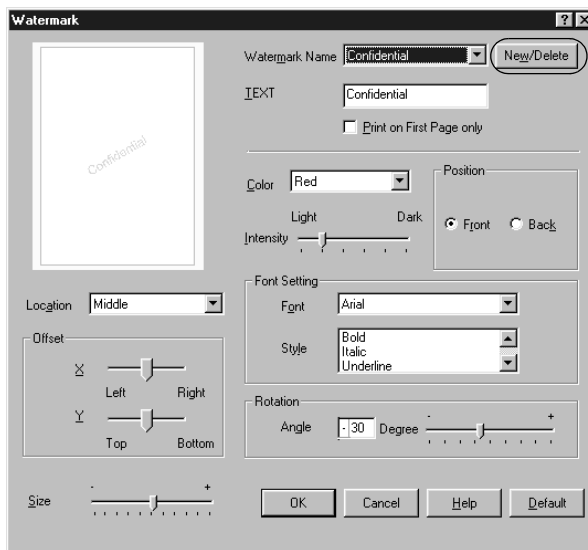 Watermark
Watermark Name Confidential New/Delete
TEXT Confidential
Print on First Page only
Confidential
Color Red
Light Dark
Intensity
Position
Front Back
Location Middle
Offset
X
Left Right
Y
Top Bottom
Font Setting
Font Arial
Style Bold
Italic
Underline
Rotation
Angle - 30 Degree - +
Size - +
OK Cancel Help Default